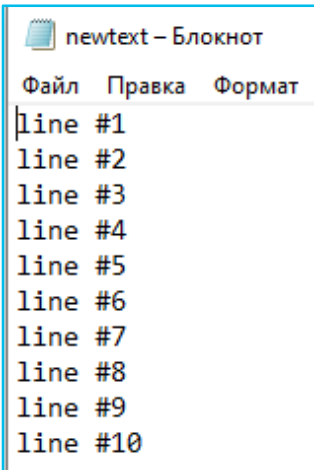 newtext – Блокнот
Файл Правка Формат
line #1
line #2
line #3
line #4
line #5
line #6
line #7
line #8
line #9
line #10